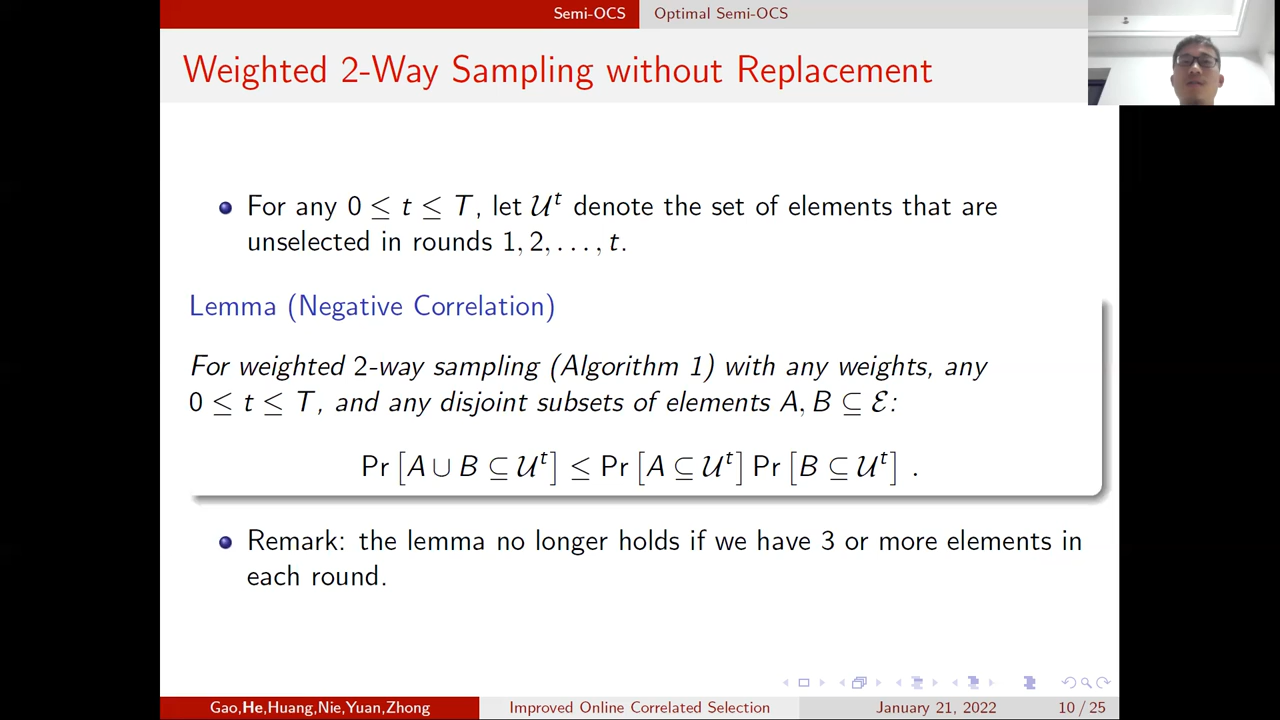 Semi-OCS Optimal Semi-OCS
Weighted 2-Way Sampling without Replacement
For any 0 ≤ t ≤ T, let 𝒰ᵗ denote the set of elements that are
unselected in rounds 1, 2, . . . , t.
Lemma (Negative Correlation)
For weighted 2-way sampling (Algorithm 1) with any weights, any
0 ≤ t ≤ T, and any disjoint subsets of elements A, B ⊆ ℰ:
Pr[A ∪ B ⊆ 𝒰ᵗ] ≤ Pr[A ⊆ 𝒰ᵗ] Pr[B ⊆ 𝒰ᵗ] .
Remark: the lemma no longer holds if we have 3 or more elements in
each round.
Gao,He,Huang,Nie,Yuan,Zhong Improved Online Correlated Selection January 21, 2022 10 / 25